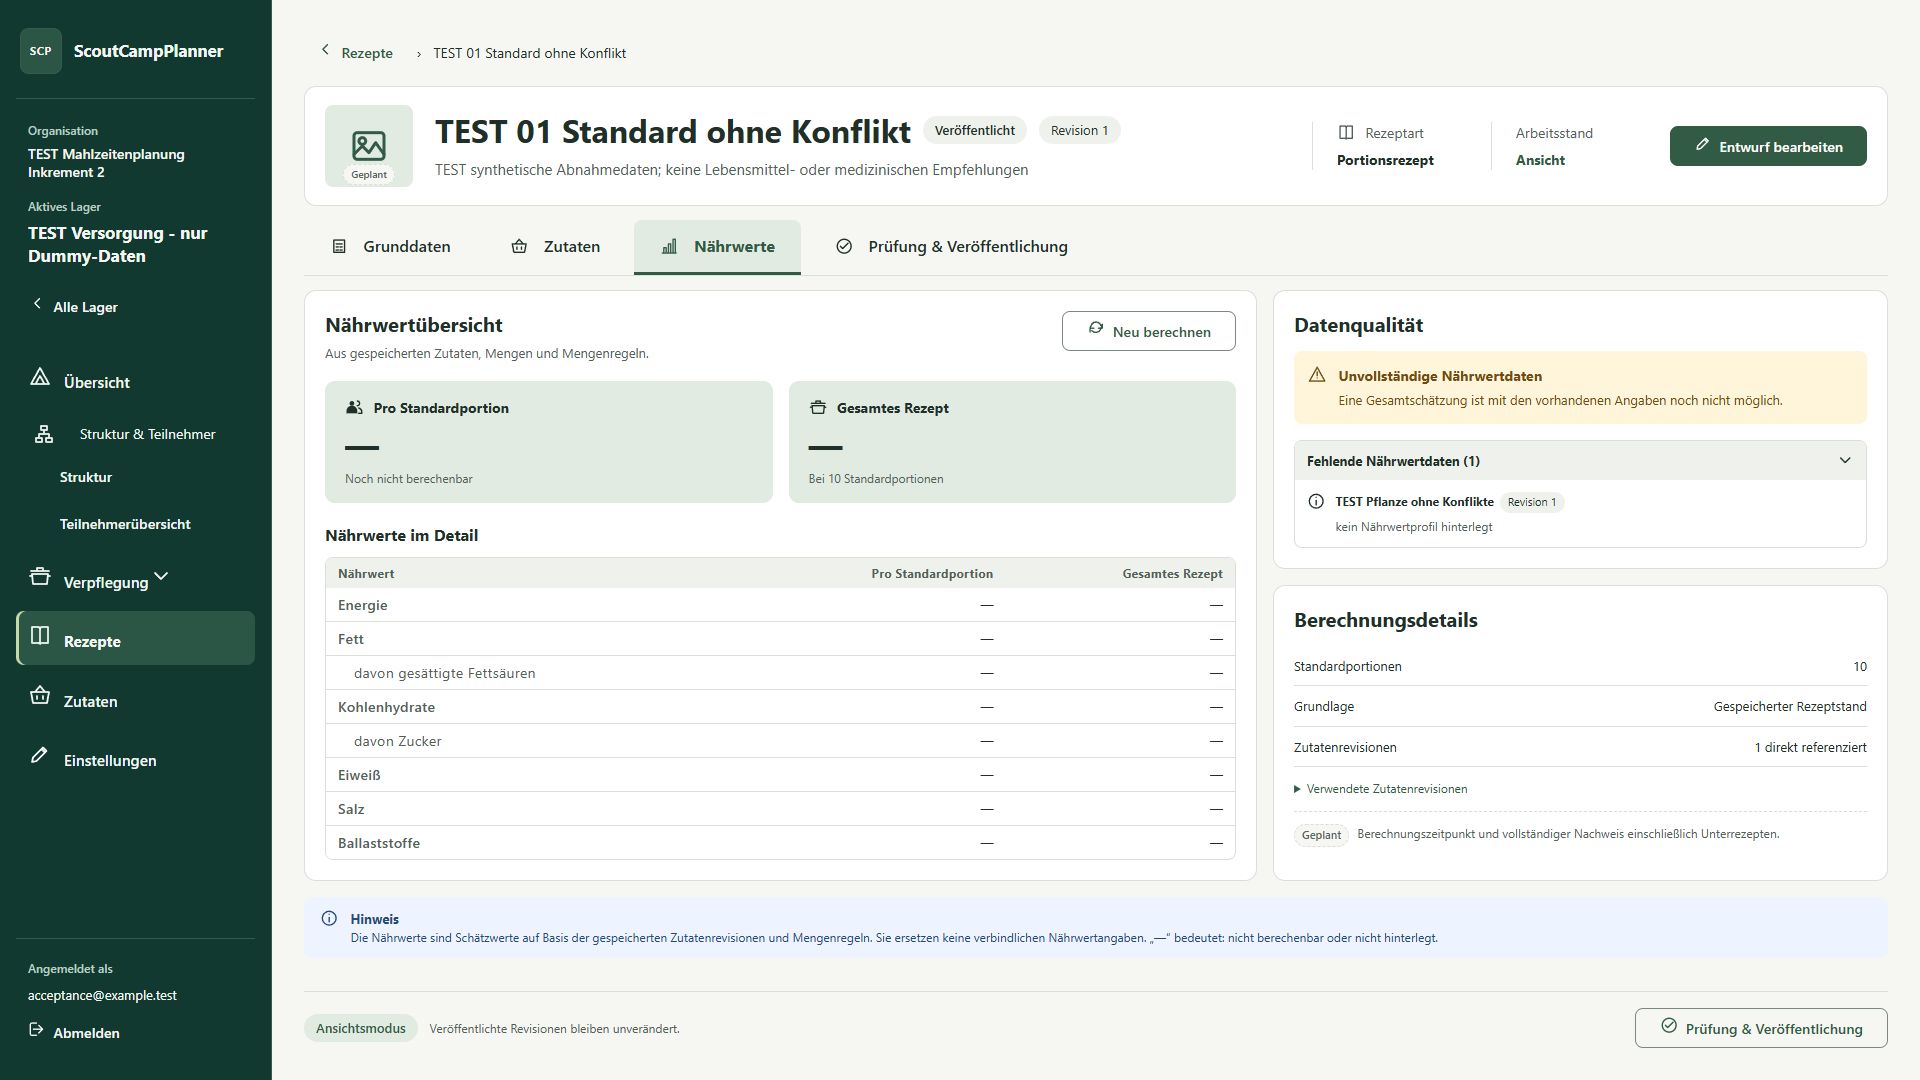 SCP
ScoutCampPlanner
Organisation
TEST Mahlzeitenplanung
Inkrement 2
Aktives Lager
TEST Versorgung - nur
Dummy-Daten
Alle Lager
Übersicht
Struktur & Teilnehmer
Struktur
Teilnehmerübersicht
Verpflegung
Rezepte
Zutaten
Einstellungen
Angemeldet als
acceptance@example.test
Abmelden
Rezepte › TEST 01 Standard ohne Konflikt
Geplant
TEST 01 Standard ohne Konflikt Veröffentlicht Revision 1
TEST synthetische Abnahmedaten; keine Lebensmittel- oder medizinischen Empfehlungen
Rezeptart
Portionsrezept
Arbeitsstand
Ansicht
Entwurf bearbeiten
Grunddaten Zutaten Nährwerte Prüfung & Veröffentlichung
Nährwertübersicht
Aus gespeicherten Zutaten, Mengen und Mengenregeln.
Neu berechnen
Pro Standardportion
—
Noch nicht berechenbar
Gesamtes Rezept
—
Bei 10 Standardportionen
Nährwerte im Detail
Nährwert Pro Standardportion Gesamtes Rezept
Energie — —
Fett — —
davon gesättigte Fettsäuren — —
Kohlenhydrate — —
davon Zucker — —
Eiweiß — —
Salz — —
Ballaststoffe — —
Datenqualität
Unvollständige Nährwertdaten
Eine Gesamtschätzung ist mit den vorhandenen Angaben noch nicht möglich.
Fehlende Nährwertdaten (1)
TEST Pflanze ohne Konflikte Revision 1
kein Nährwertprofil hinterlegt
Berechnungsdetails
Standardportionen 10
Grundlage Gespeicherter Rezeptstand
Zutatenrevisionen 1 direkt referenziert
Verwendete Zutatenrevisionen
Geplant Berechnungszeitpunkt und vollständiger Nachweis einschließlich Unterrezepten.
Hinweis
Die Nährwerte sind Schätzwerte auf Basis der gespeicherten Zutatenrevisionen und Mengenregeln. Sie ersetzen keine verbindlichen Nährwertangaben. „—“ bedeutet: nicht berechenbar oder nicht hinterlegt.
Ansichtsmodus Veröffentlichte Revisionen bleiben unverändert.
Prüfung & Veröffentlichung